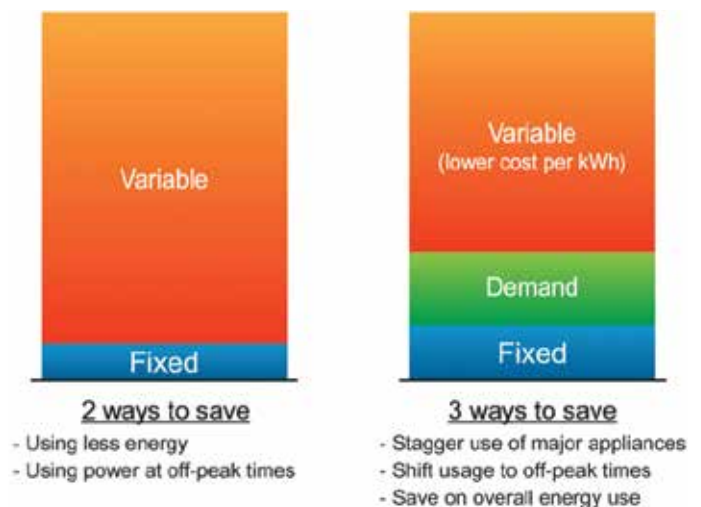 Variable
Fixed
2 ways to save
- Using less energy
- Using power at off-peak times
Variable
(lower cost per kWh)
Demand
Fixed
3 ways to save
- Stagger use of major appliances
- Shift usage to off-peak times
- Save on overall energy use